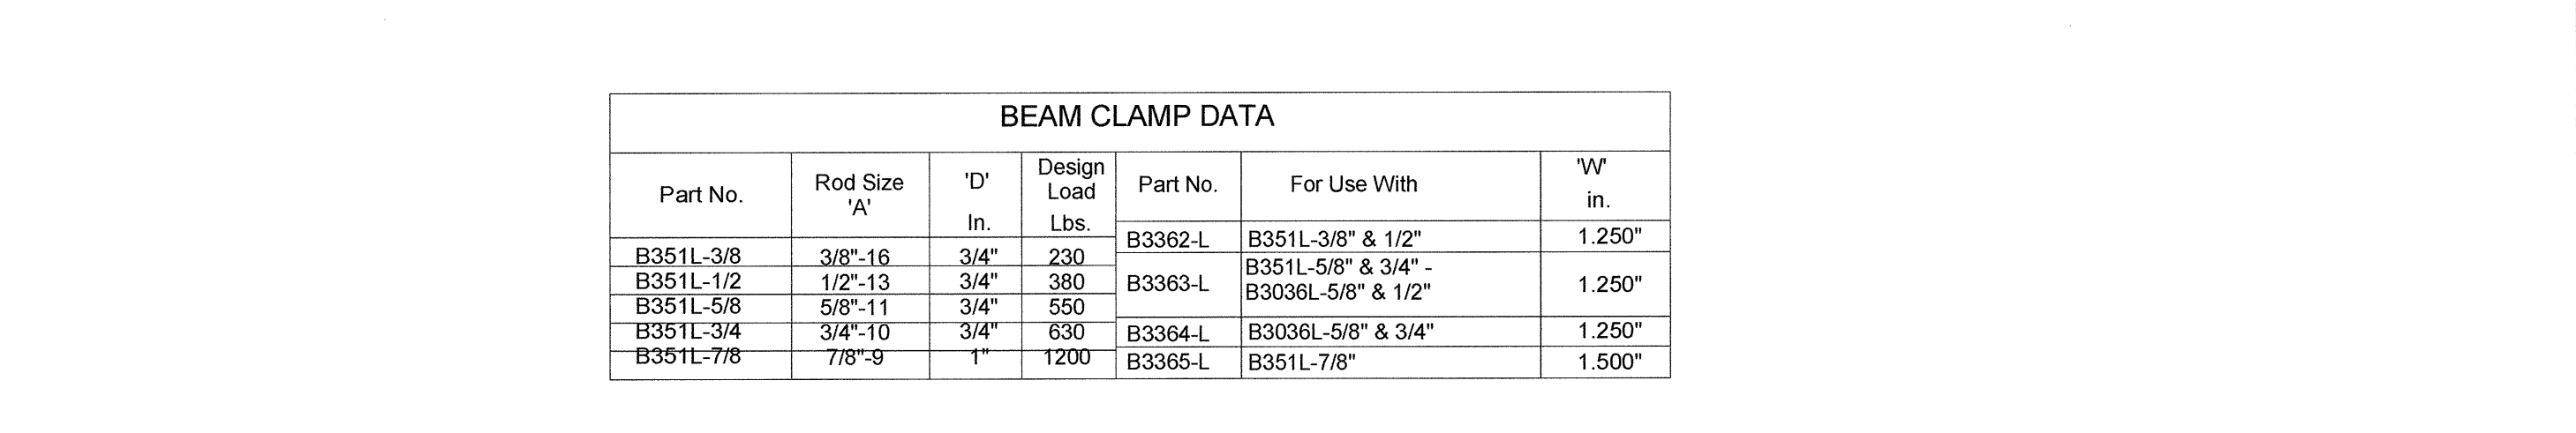 BEAM CLAMP DATA
Part No. Rod Size 'A' 'D' In. Design Load Lbs. Part No. For Use With 'W' in.
B351L-3/8 3/8"-16 3/4" 230
B351L-1/2 1/2"-13 3/4" 380
B351L-5/8 5/8"-11 3/4" 550
B351L-3/4 3/4"-10 3/4" 630
B351L-7/8 7/8"-9 1" 1200
B3362-L B351L-3/8" & 1/2" 1.250"
B3363-L B351L-5/8" & 3/4" - B3036L-5/8" & 1/2" 1.250"
B3364-L B3036L-5/8" & 3/4" 1.250"
B3365-L B351L-7/8" 1.500"